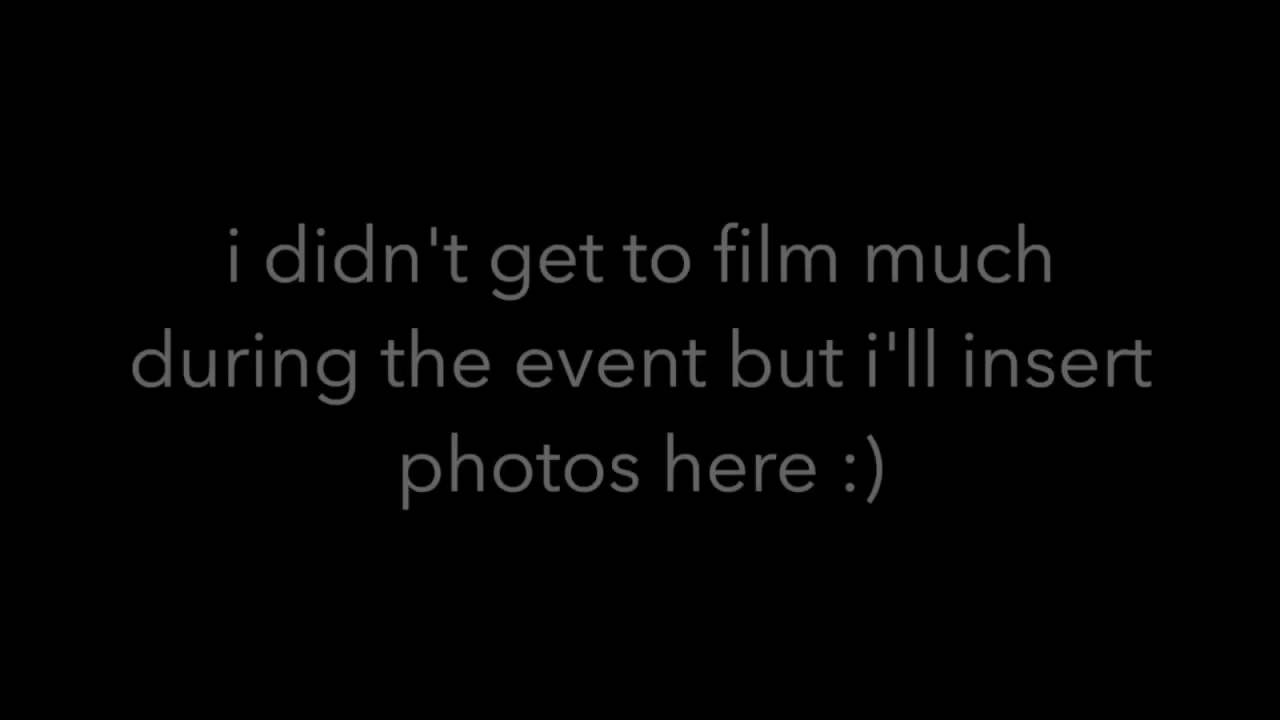 i didn't get to film much
during the event but i'll insert
photos here :)